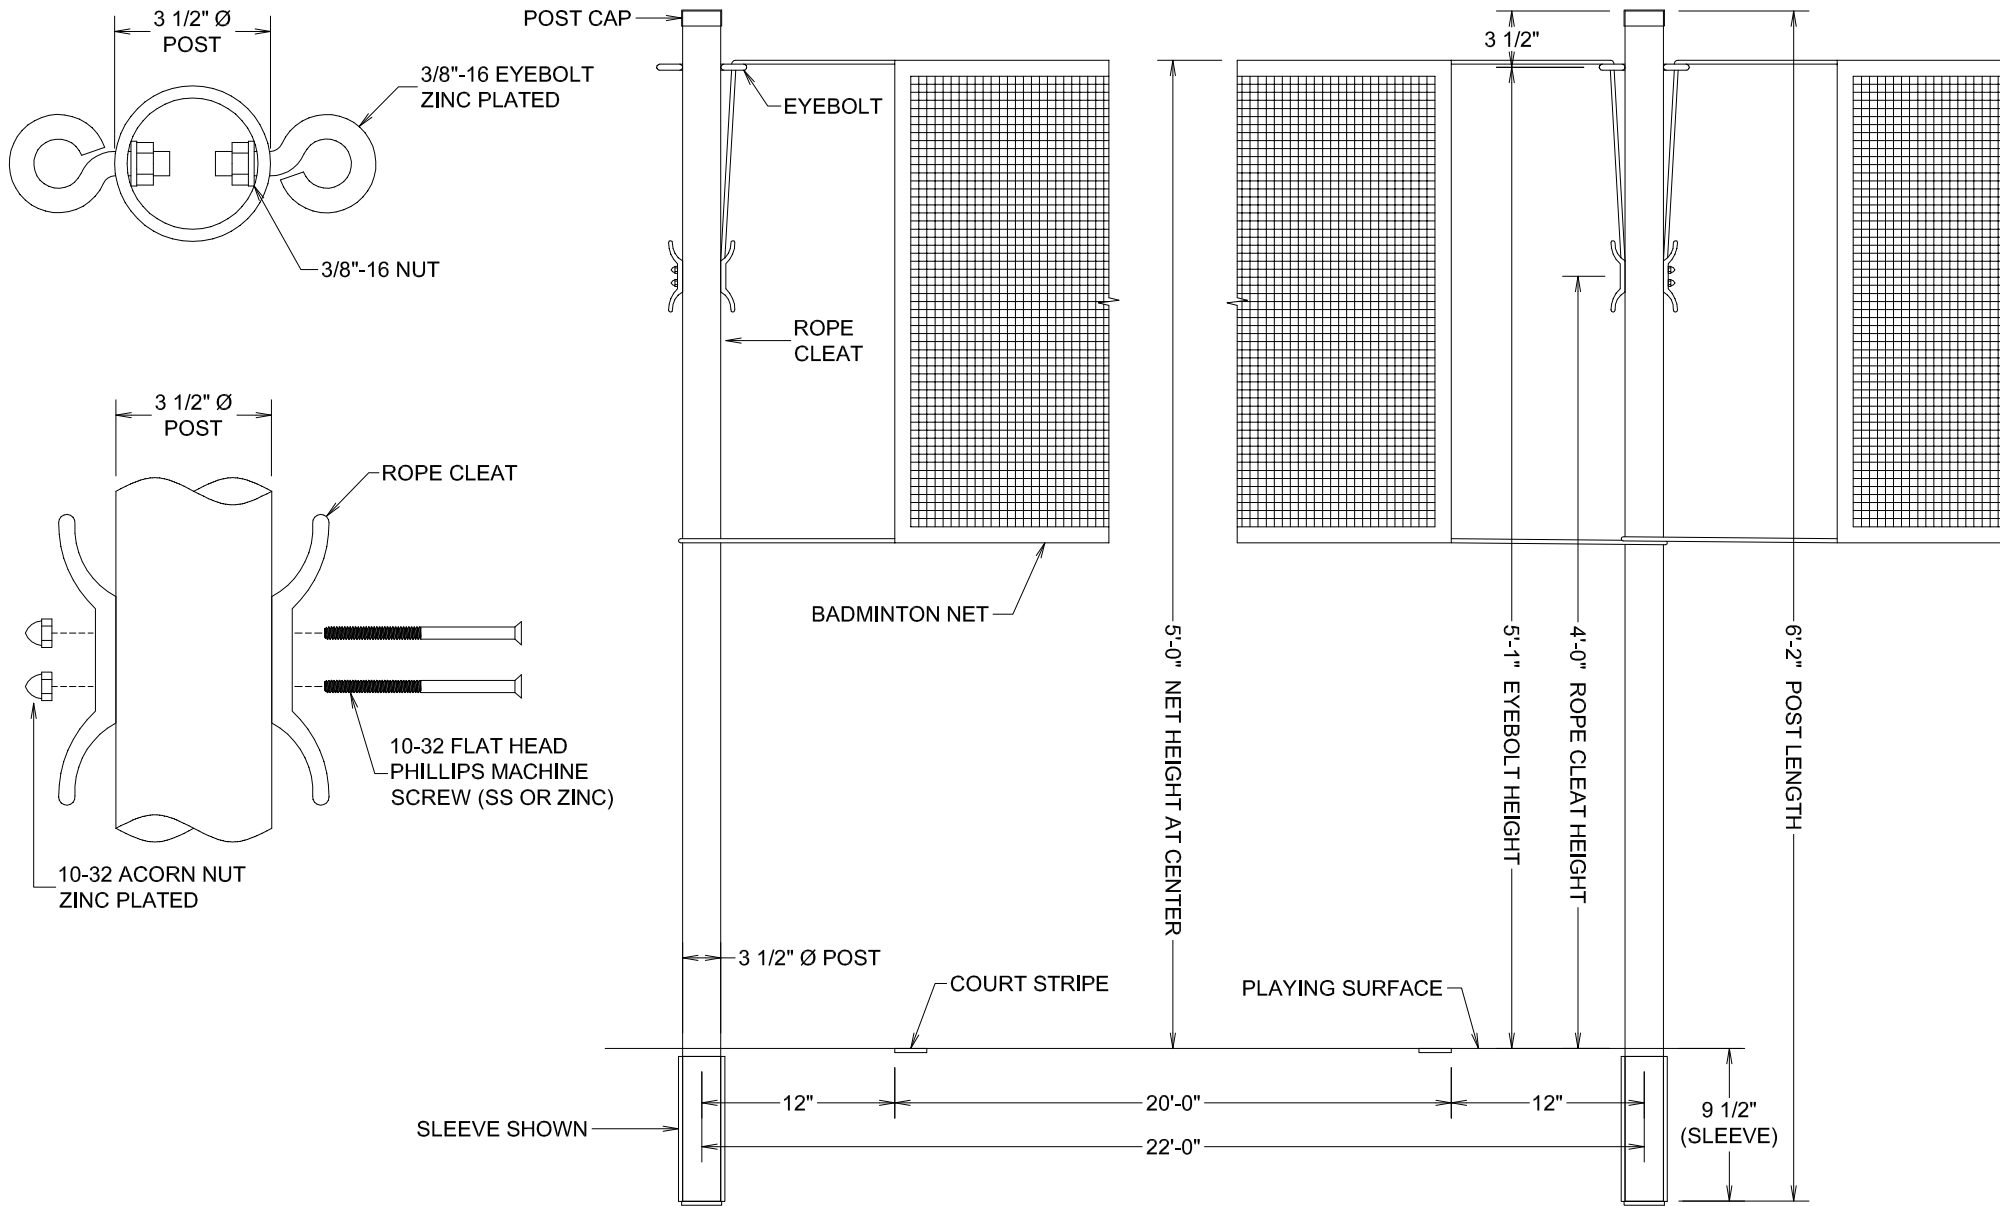 3 1/2" Ø
POST
3/8"-16 EYEBOLT
ZINC PLATED
3/8"-16 NUT
3 1/2" Ø
POST
ROPE CLEAT
10-32 FLAT HEAD
PHILLIPS MACHINE
SCREW (SS OR ZINC)
10-32 ACORN NUT
ZINC PLATED
POST CAP
EYEBOLT
ROPE
CLEAT
BADMINTON NET
3 1/2" Ø POST
COURT STRIPE
PLAYING SURFACE
SLEEVE SHOWN
12"
20'-0"
12"
22'-0"
9 1/2"
(SLEEVE)
3 1/2"
5'-0" NET HEIGHT AT CENTER
5'-1" EYEBOLT HEIGHT
4'-0" ROPE CLEAT HEIGHT
6'-2" POST LENGTH